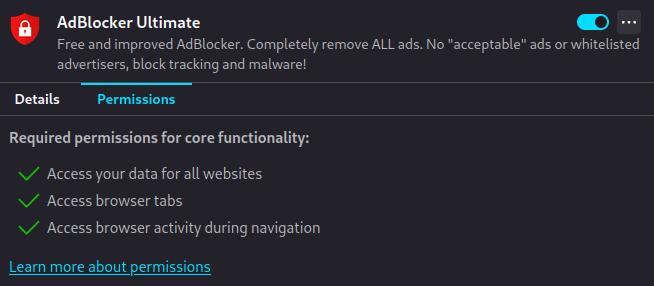 AdBlocker Ultimate
Free and improved AdBlocker. Completely remove ALL ads. No "acceptable" ads or whitelisted
advertisers, block tracking and malware!
Details Permissions
Required permissions for core functionality:
Access your data for all websites
Access browser tabs
Access browser activity during navigation
Learn more about permissions